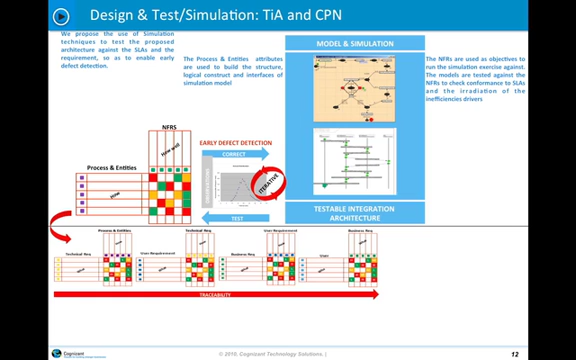 Design & Test/Simulation: TiA and CPN
We propose the use of Simulation
techniques to test the proposed
architecture against the SLAs and the
requirement, so as to enable early
defect detection.
The Process & Entities attributes
are used to build the structure,
logical construct and interfaces of
simulation model
MODEL & SIMULATION
The NFRs are used as objectives to
run the simulation exercise against.
The models are tested against the
NFRs to check conformance to SLAs
and the irradiation of the
inefficiencies drivers
NFRS
How well
EARLY DEFECT DETECTION
CORRECT
Process & Entities
HOW
ITERATIVE
TEST
TESTABLE INTEGRATION
ARCHITECTURE
Process & Entities
Technical Req
User Requirement
Business Req
Technical Req
User Requirement
Business Req
User
TRACEABILITY
Cognizant
© 2010, Cognizant Technology Solutions. |
12